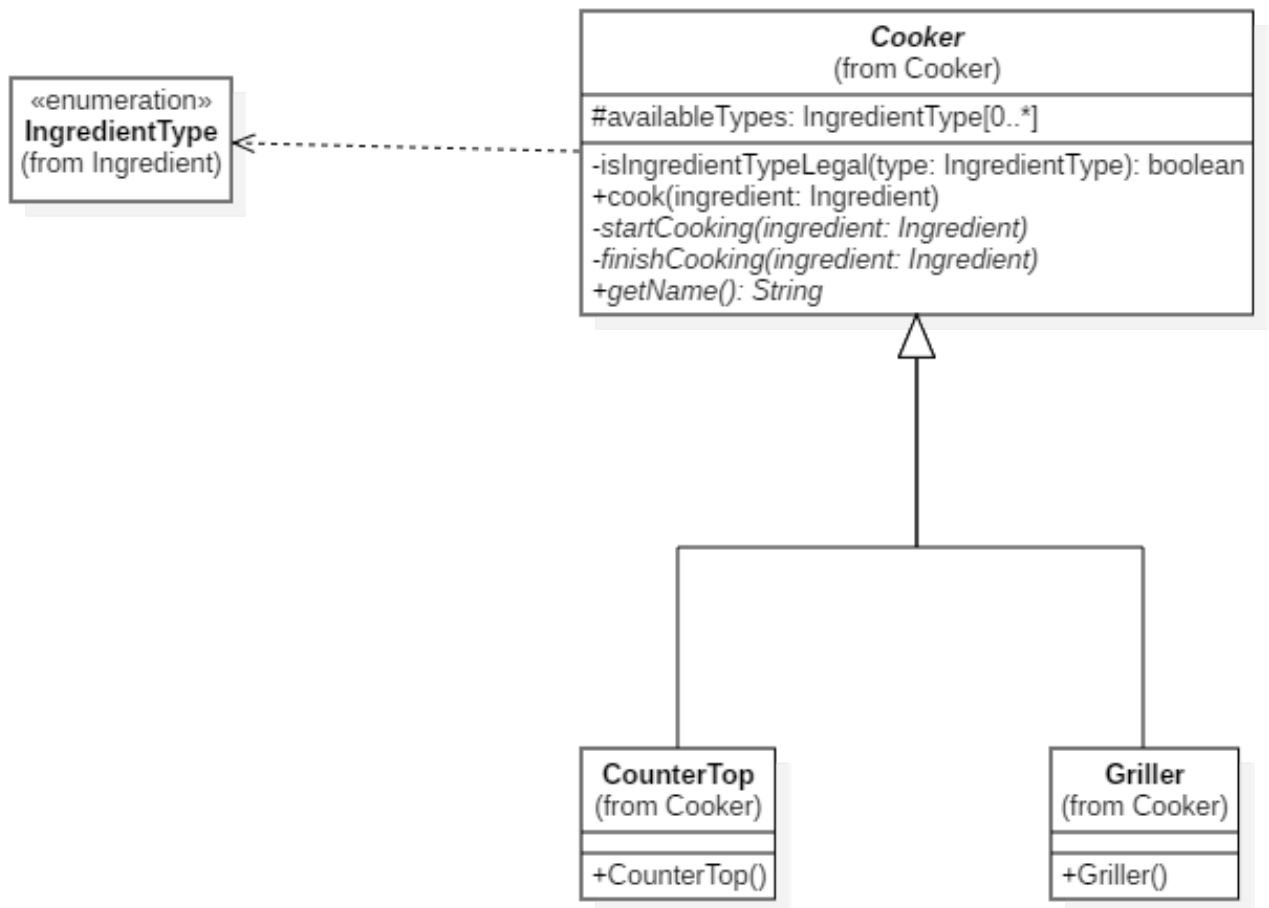 «enumeration»
IngredientType
(from Ingredient)
Cooker
(from Cooker)
#availableTypes: IngredientType[0..*]
-isIngredientTypeLegal(type: IngredientType): boolean
+cook(ingredient: Ingredient)
-startCooking(ingredient: Ingredient)
-finishCooking(ingredient: Ingredient)
+getName(): String
CounterTop
(from Cooker)
+CounterTop()
Griller
(from Cooker)
+Griller()